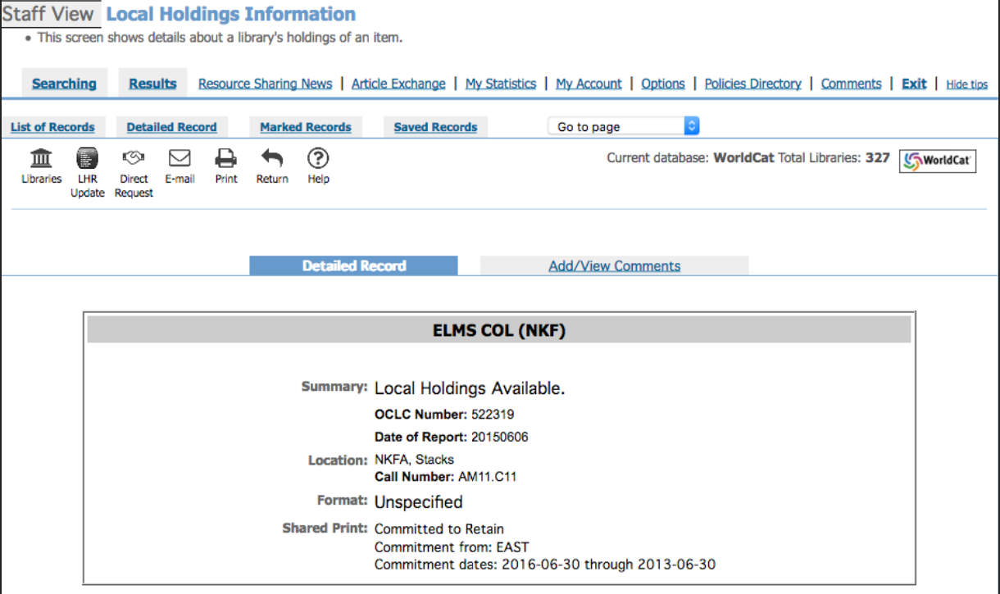 Staff View Local Holdings Information
• This screen shows details about a library's holdings of an item.
Searching Results Resource Sharing News | Article Exchange | My Statistics | My Account | Options | Policies Directory | Comments | Exit | Hide tips
List of Records Detailed Record Marked Records Saved Records Go to page
Libraries LHR Update Direct Request E-mail Print Return Help
Current database: WorldCat Total Libraries: 327 WorldCat
Detailed Record Add/View Comments
ELMS COL (NKF)
Summary: Local Holdings Available.
OCLC Number: 522319
Date of Report: 20150606
Location: NKFA, Stacks
Call Number: AM11.C11
Format: Unspecified
Shared Print: Committed to Retain
Commitment from: EAST
Commitment dates: 2016-06-30 through 2013-06-30